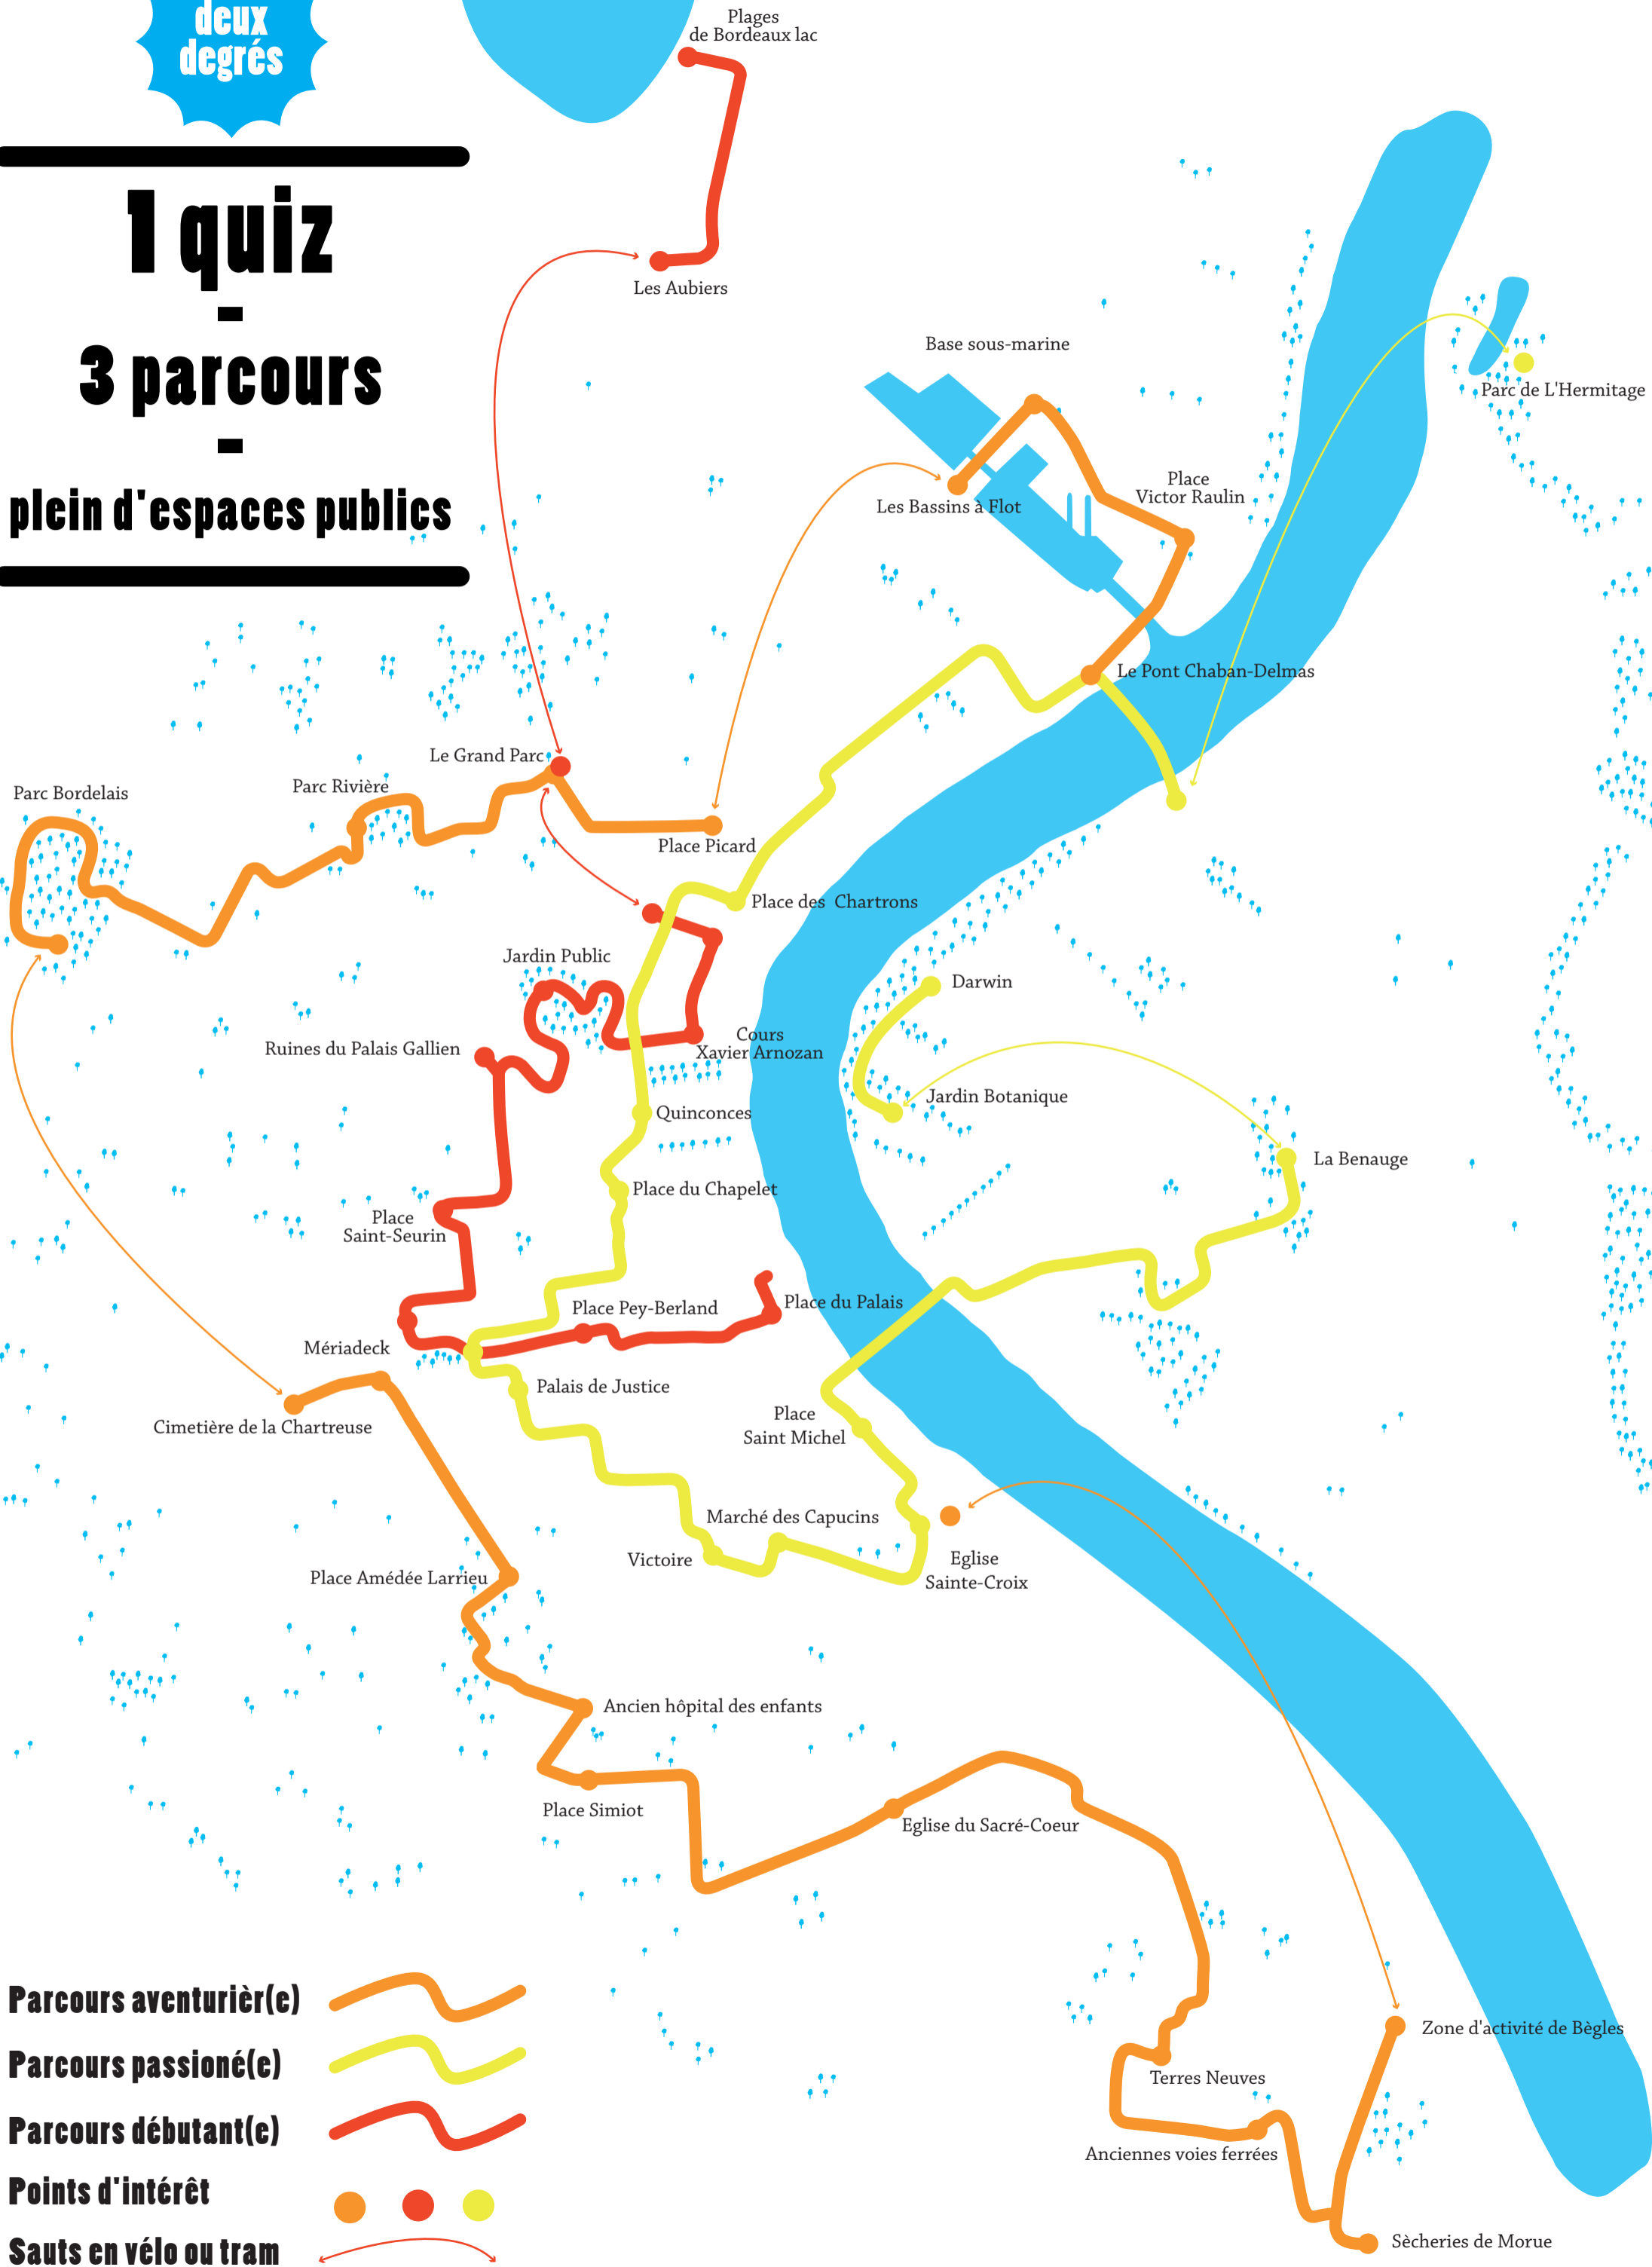 deux
degrés
1 quiz
-
3 parcours
-
plein d'espaces publics
Plages
de Bordeaux lac
Les Aubiers
Base sous-marine
Parc de L'Hermitage
Place
Victor Raulin
Les Bassins à Flot
Le Pont Chaban-Delmas
Le Grand Parc
Parc Rivière
Parc Bordelais
Place Picard
Place des Chartrons
Jardin Public
Darwin
Cours
Xavier Arnozan
Ruines du Palais Gallien
Jardin Botanique
Quinconces
La Benauge
Place du Chapelet
Place
Saint-Seurin
Place Pey-Berland
Place du Palais
Mériadeck
Palais de Justice
Cimetière de la Chartreuse
Place
Saint Michel
Marché des Capucins
Victoire
Eglise
Sainte-Croix
Place Amédée Larrieu
Ancien hôpital des enfants
Place Simiot
Eglise du Sacré-Coeur
Zone d'activité de Bègles
Terres Neuves
Anciennes voies ferrées
Sècheries de Morue
Parcours aventurièr(e)
Parcours passioné(e)
Parcours débutant(e)
Points d'intérêt
Sauts en vélo ou tram